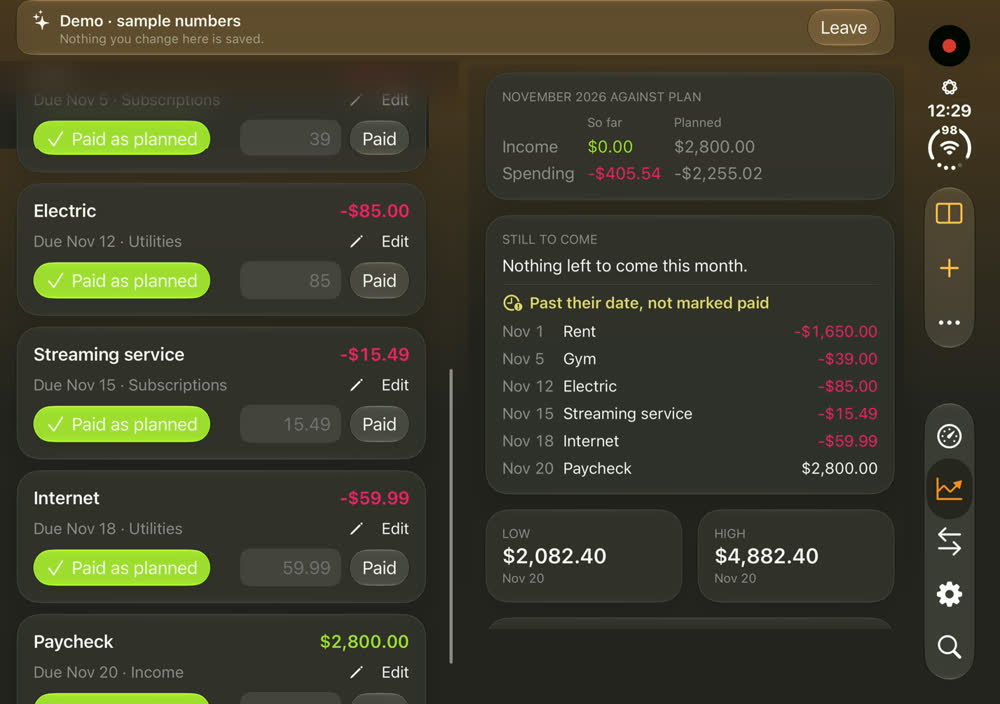 Demo · sample numbers
Nothing you change here is saved.
Leave
Due Nov 5 · Subscriptions
Edit
Paid as planned
39
Paid
Electric
-$85.00
Due Nov 12 · Utilities
Edit
Paid as planned
85
Paid
Streaming service
-$15.49
Due Nov 15 · Subscriptions
Edit
Paid as planned
15.49
Paid
Internet
-$59.99
Due Nov 18 · Utilities
Edit
Paid as planned
59.99
Paid
Paycheck
$2,800.00
Due Nov 20 · Income
Edit
NOVEMBER 2026 AGAINST PLAN
So far Planned
Income $0.00 $2,800.00
Spending -$405.54 -$2,255.02
STILL TO COME
Nothing left to come this month.
Past their date, not marked paid
Nov 1 Rent -$1,650.00
Nov 5 Gym -$39.00
Nov 12 Electric -$85.00
Nov 15 Streaming service -$15.49
Nov 18 Internet -$59.99
Nov 20 Paycheck $2,800.00
LOW
$2,082.40
Nov 20
HIGH
$4,882.40
Nov 20
12:29
98